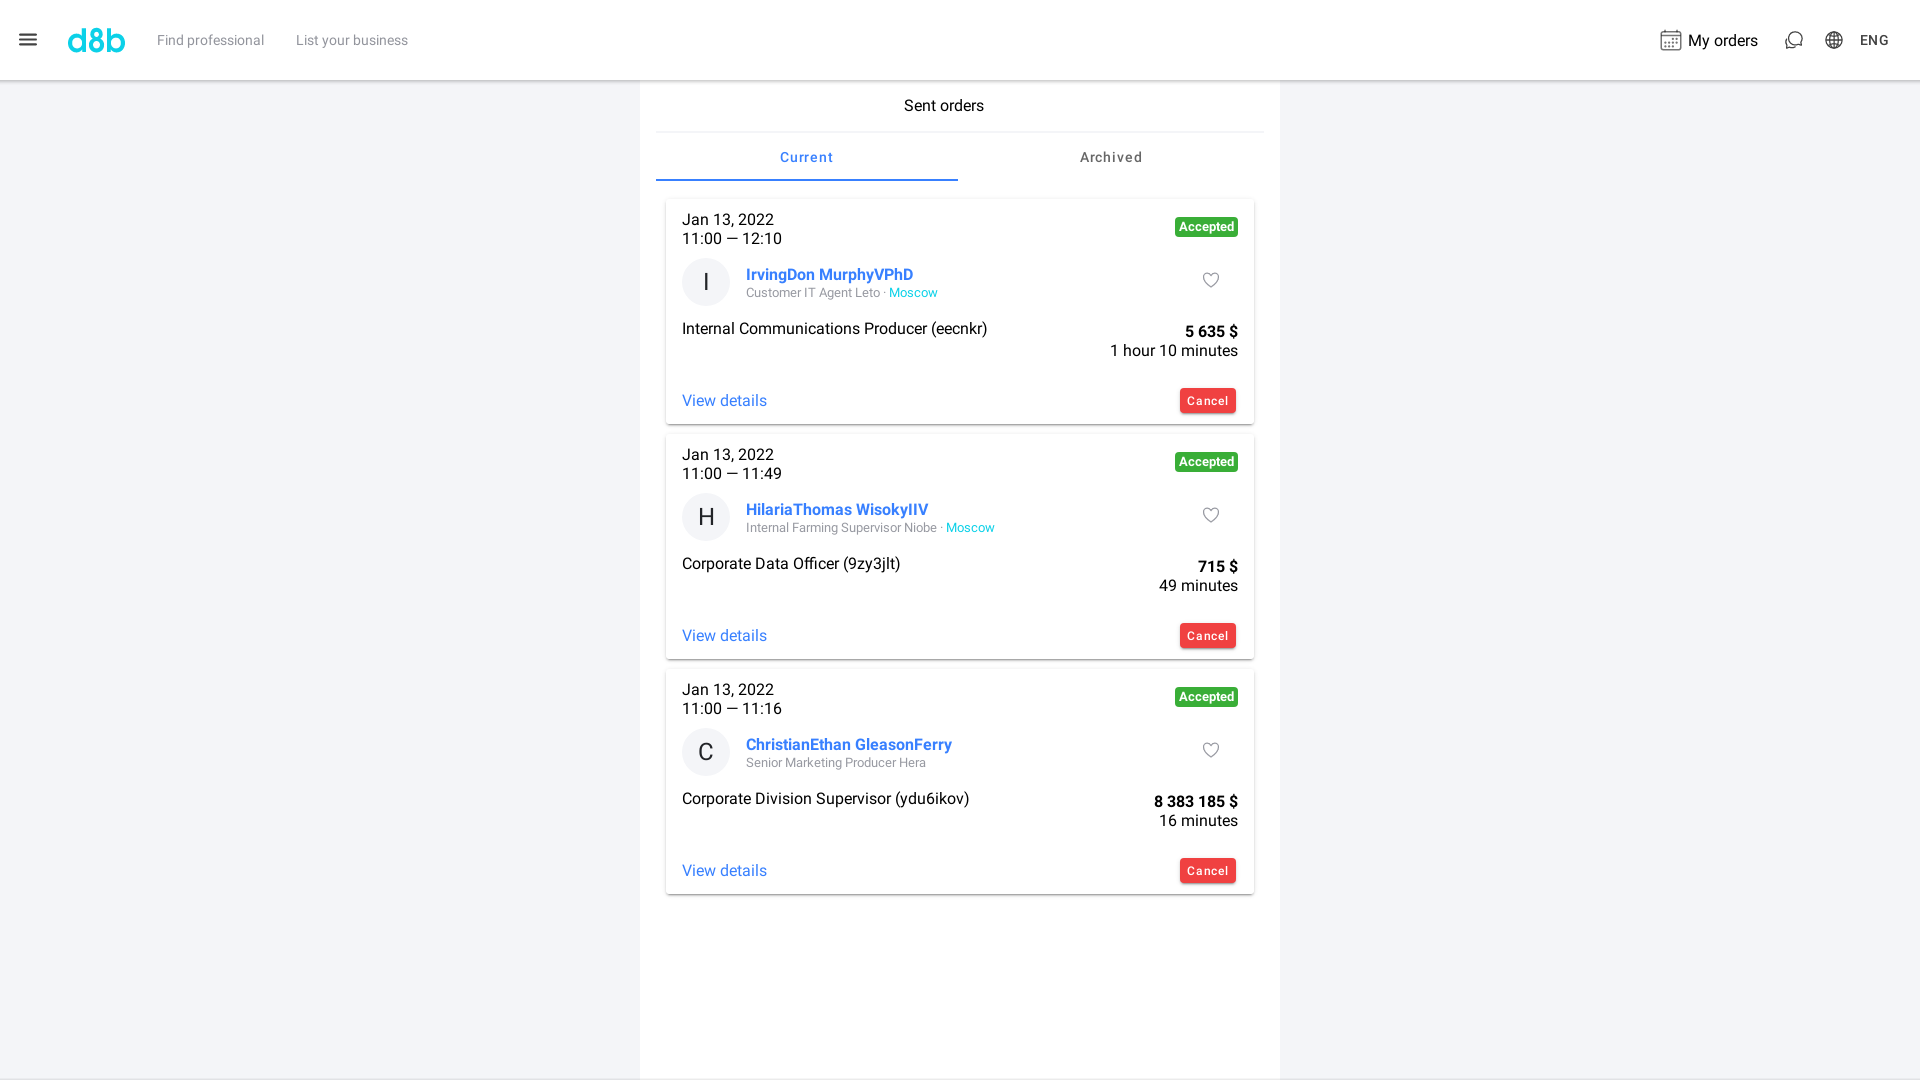 d8b
Find professional
List your business
My orders
ENG
Sent orders
Current
Archived
Jan 13, 2022
11:00 — 12:10
Accepted
I
IrvingDon MurphyVPhD
Customer IT Agent Leto · Moscow
Internal Communications Producer (eecnkr)
5 635 $
1 hour 10 minutes
View details
Cancel
Jan 13, 2022
11:00 — 11:49
Accepted
H
HilariaThomas WisokyIIV
Internal Farming Supervisor Niobe · Moscow
Corporate Data Officer (9zy3jlt)
715 $
49 minutes
View details
Cancel
Jan 13, 2022
11:00 — 11:16
Accepted
C
ChristianEthan GleasonFerry
Senior Marketing Producer Hera
Corporate Division Supervisor (ydu6ikov)
8 383 185 $
16 minutes
View details
Cancel